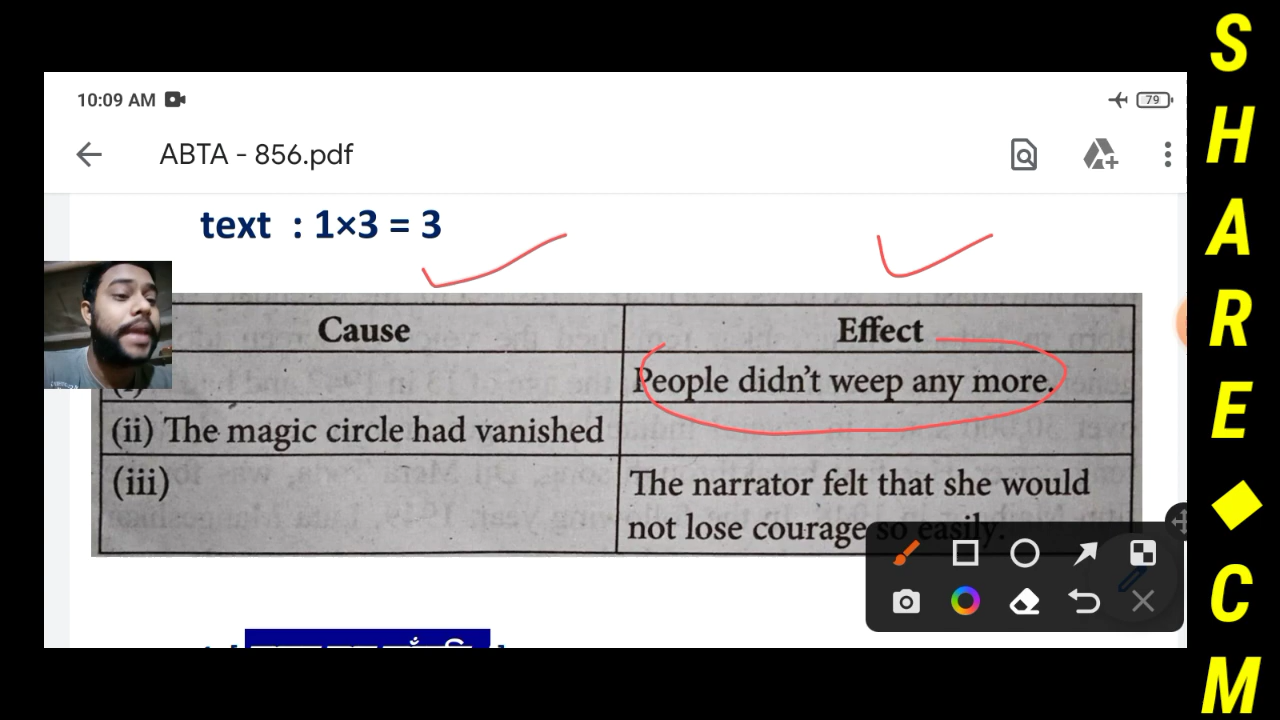 10:09 AM
79
ABTA - 856.pdf
text : 1×3 = 3
Cause
Effect
People didn't weep any more.
(ii) The magic circle had vanished
(iii)
The narrator felt that she would
not lose courage so easily.
S
H
A
R
E
◆
C
M